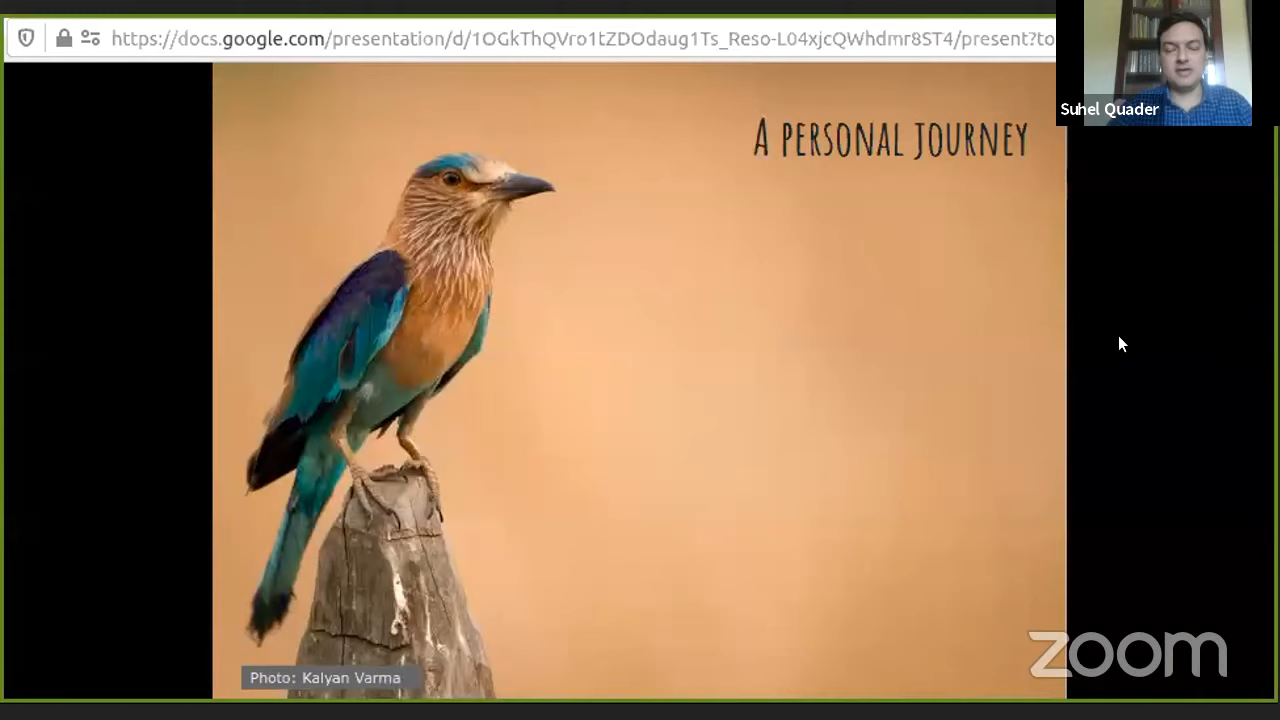 https://docs.google.com/presentation/d/1OGkThQVro1tZDOdaug1Ts_Reso-L04xjcQWhdmr8ST4/present?to
Suhel Quader
A PERSONAL JOURNEY
Photo: Kalyan Varma
zoom